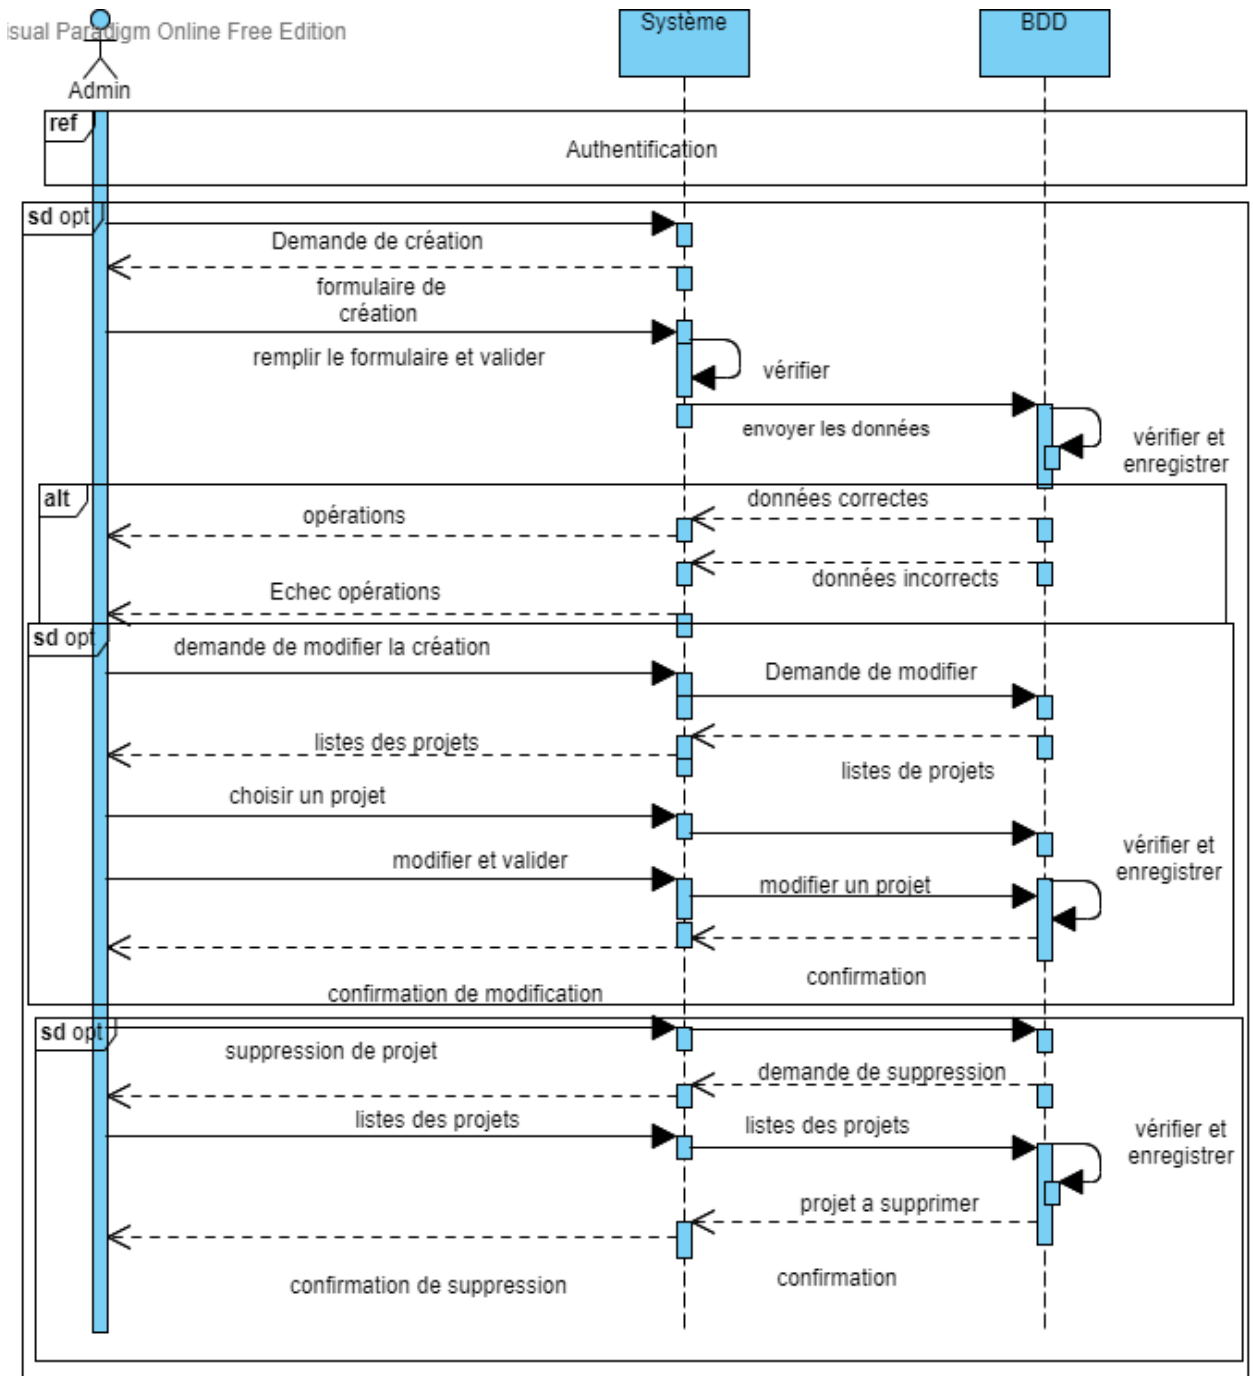 isual Paradigm Online Free Edition
Système
BDD
Admin
ref
Authentification
sd opt
Demande de création
formulaire de
création
remplir le formulaire et valider
vérifier
envoyer les données
vérifier et
enregistrer
alt
données correctes
opérations
données incorrects
Echec opérations
sd opt
demande de modifier la création
Demande de modifier
listes des projets
listes de projets
choisir un projet
vérifier et
enregistrer
modifier et valider
modifier un projet
confirmation
confirmation de modification
sd opt
suppression de projet
demande de suppression
listes des projets
listes des projets
vérifier et
enregistrer
projet a supprimer
confirmation
confirmation de suppression